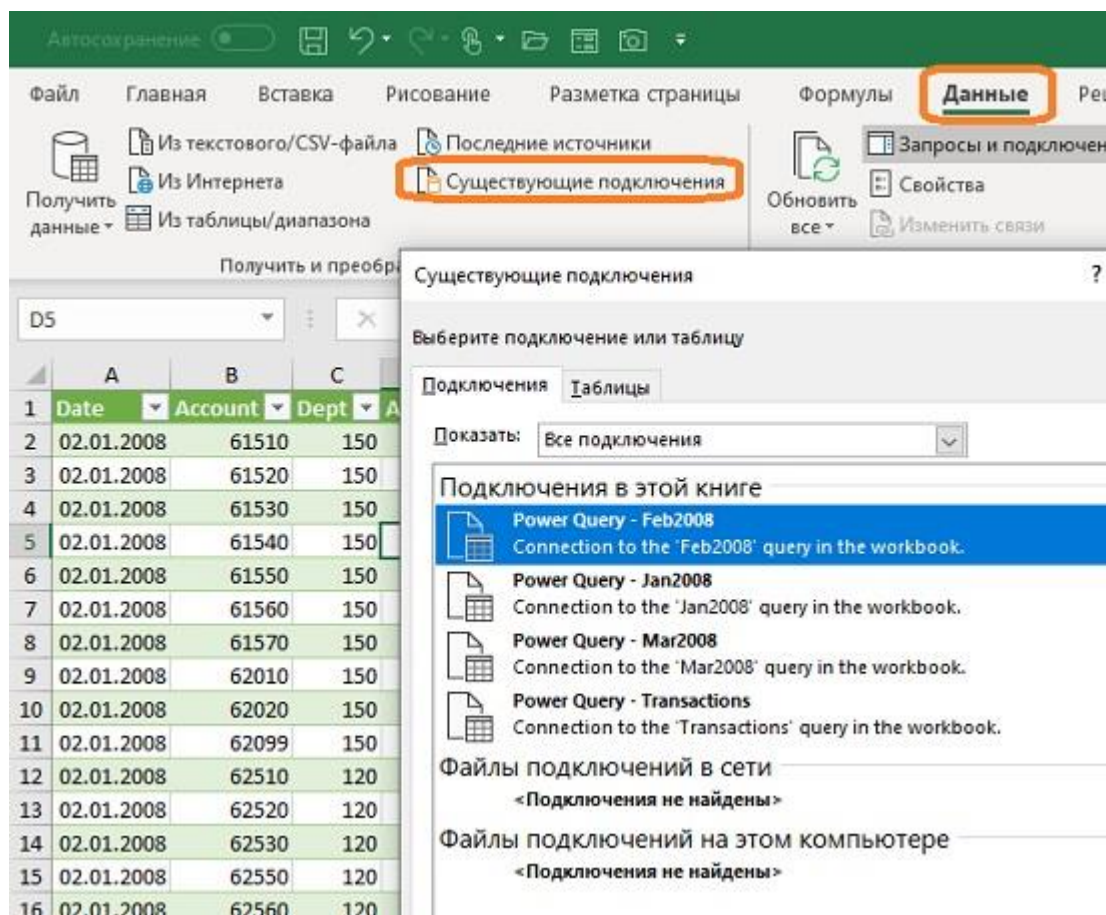 Автосохранение
Файл Главная Вставка Рисование Разметка страницы Формулы Данные Рец
Получить данные
Из текстового/CSV-файла
Из Интернета
Из таблицы/диапазона
Последние источники
Существующие подключения
Обновить все
Запросы и подключен
Свойства
Изменить связи
Получить и преобра
D5
Существующие подключения ?
Выберите подключение или таблицу
Подключения Таблицы
Показать: Все подключения
Подключения в этой книге
Power Query - Feb2008
Connection to the 'Feb2008' query in the workbook.
Power Query - Jan2008
Connection to the 'Jan2008' query in the workbook.
Power Query - Mar2008
Connection to the 'Mar2008' query in the workbook.
Power Query - Transactions
Connection to the 'Transactions' query in the workbook.
Файлы подключений в сети
<Подключения не найдены>
Файлы подключений на этом компьютере
<Подключения не найдены>
A B C
1 Date Account Dept A
2 02.01.2008 61510 150
3 02.01.2008 61520 150
4 02.01.2008 61530 150
5 02.01.2008 61540 150
6 02.01.2008 61550 150
7 02.01.2008 61560 150
8 02.01.2008 61570 150
9 02.01.2008 62010 150
10 02.01.2008 62020 150
11 02.01.2008 62099 150
12 02.01.2008 62510 120
13 02.01.2008 62520 120
14 02.01.2008 62530 120
15 02.01.2008 62550 120
16 02.01.2008 62560 120